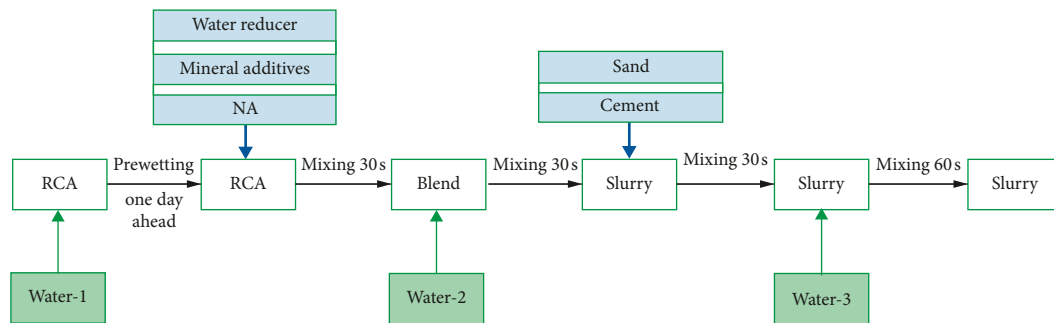 Water reducer
Mineral additives
NA
Sand
Cement
RCA
Prewetting
one day
ahead
RCA
Mixing 30 s
Blend
Mixing 30 s
Slurry
Mixing 30 s
Slurry
Mixing 60 s
Slurry
Water-1
Water-2
Water-3